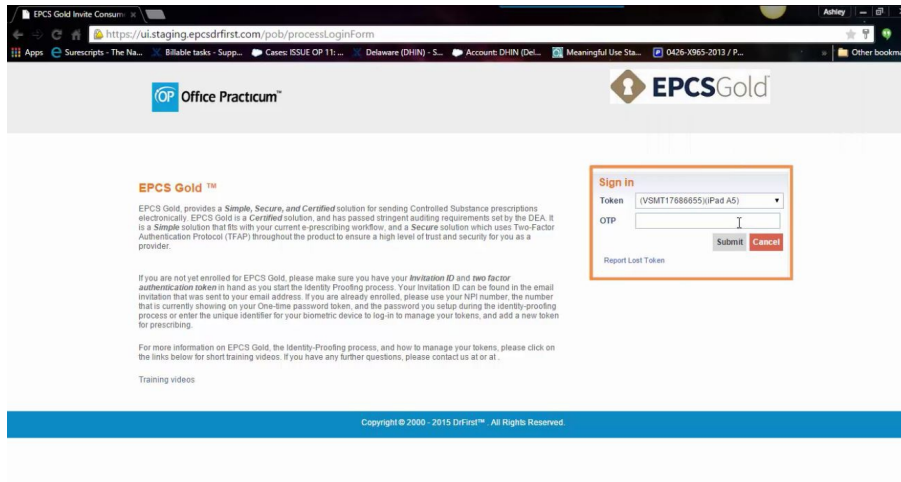 EPCS Gold Invite Consum
Ashley
https://ui.staging.epcsdrfirst.com/pob/processLoginForm
Apps Surescripts - The Na... Billable tasks - Supp... Cases: ISSUE OP 11: ... Delaware (DHIN) - S... Account: DHIN (Del... Meaningful Use Sta... 0426-X965-2013 / P... » Other bookma
OP Office Practicum™
EPCSGold
EPCS Gold ™
EPCS Gold, provides a Simple, Secure, and Certified solution for sending Controlled Substance prescriptions
electronically. EPCS Gold is a Certified solution, and has passed stringent auditing requirements set by the DEA. It
is a Simple solution that fits with your current e-prescribing workflow, and a Secure solution which uses Two-Factor
Authentication Protocol (TFAP) throughout the product to ensure a high level of trust and security for you as a
provider.
If you are not yet enrolled for EPCS Gold, please make sure you have your Invitation ID and two factor
authentication token in hand as you start the Identity Proofing process. Your Invitation ID can be found in the email
invitation that was sent to your email address. If you are already enrolled, please use your NPI number, the number
that is currently showing on your One-time password token, and the password you setup during the identity-proofing
process or enter the unique identifier for your biometric device to log-in to manage your tokens, and add a new token
for prescribing.
For more information on EPCS Gold, the Identity-Proofing process, and how to manage your tokens, please click on
the links below for short training videos. If you have any further questions, please contact us at or at .
Training videos
Sign in
Token (VSMT17686655)(iPad A5)
OTP
Submit Cancel
Report Lost Token
Copyright © 2000 - 2015 DrFirst™ . All Rights Reserved.